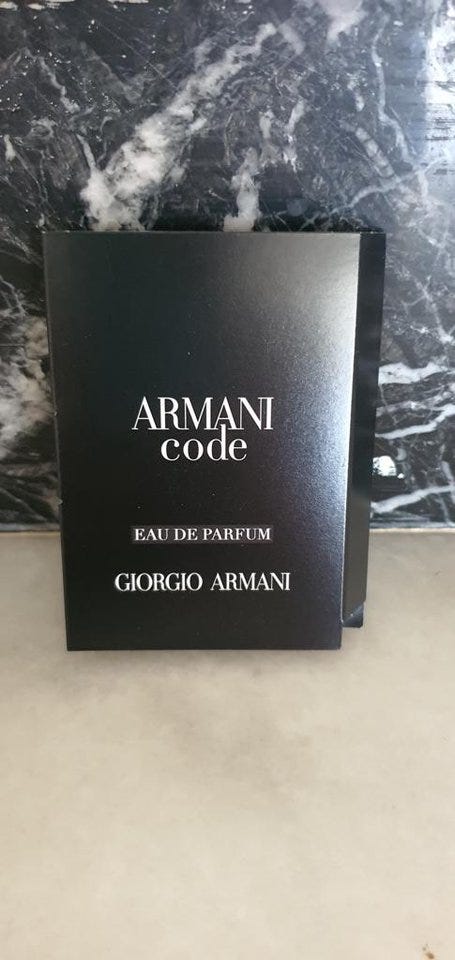 ARMANI
code
EAU DE PARFUM
GIORGIO ARMANI